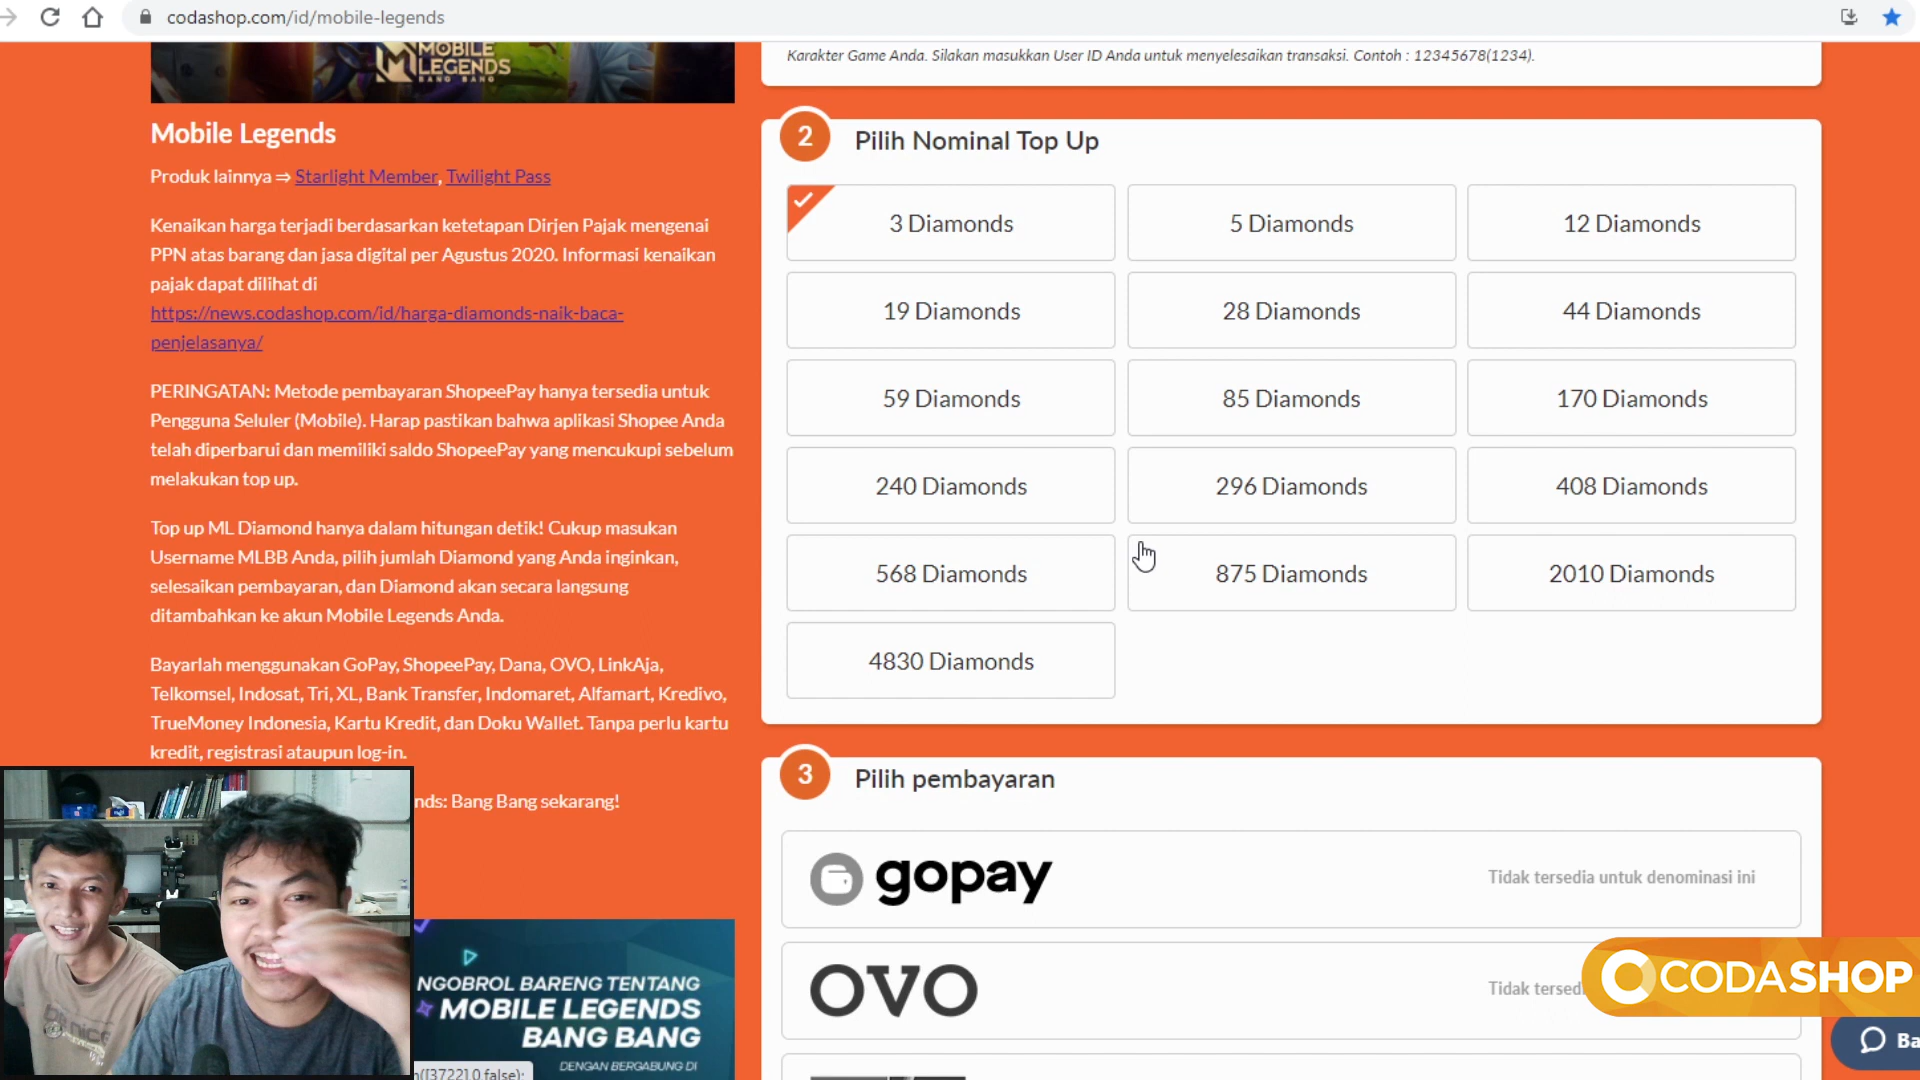 codashop.com/id/mobile-legends
MOBILE
LEGENDS
BANG BANG
Mobile Legends
Produk lainnya ⇒ Starlight Member, Twilight Pass
Kenaikan harga terjadi berdasarkan ketetapan Dirjen Pajak mengenai
PPN atas barang dan jasa digital per Agustus 2020. Informasi kenaikan
pajak dapat dilihat di
https://news.codashop.com/id/harga-diamonds-naik-baca-
penjelasanya/
PERINGATAN: Metode pembayaran ShopeePay hanya tersedia untuk
Pengguna Seluler (Mobile). Harap pastikan bahwa aplikasi Shopee Anda
telah diperbarui dan memiliki saldo ShopeePay yang mencukupi sebelum
melakukan top up.
Top up ML Diamond hanya dalam hitungan detik! Cukup masukan
Username MLBB Anda, pilih jumlah Diamond yang Anda inginkan,
selesaikan pembayaran, dan Diamond akan secara langsung
ditambahkan ke akun Mobile Legends Anda.
Bayarlah menggunakan GoPay, ShopeePay, Dana, OVO, LinkAja,
Telkomsel, Indosat, Tri, XL, Bank Transfer, Indomaret, Alfamart, Kredivo,
TrueMoney Indonesia, Kartu Kredit, dan Doku Wallet. Tanpa perlu kartu
kredit, registrasi ataupun log-in.
nds: Bang Bang sekarang!
NGOBROL BARENG TENTANG
MOBILE LEGENDS
BANG BANG
DENGAN BERGABUNG DI
Karakter Game Anda. Silakan masukkan User ID Anda untuk menyelesaikan transaksi. Contoh : 12345678(1234).
2 Pilih Nominal Top Up
3 Diamonds
5 Diamonds
12 Diamonds
19 Diamonds
28 Diamonds
44 Diamonds
59 Diamonds
85 Diamonds
170 Diamonds
240 Diamonds
296 Diamonds
408 Diamonds
568 Diamonds
875 Diamonds
2010 Diamonds
4830 Diamonds
3 Pilih pembayaran
gopay
Tidak tersedia untuk denominasi ini
OVO
Tidak tersed
CODASHOP
Ba